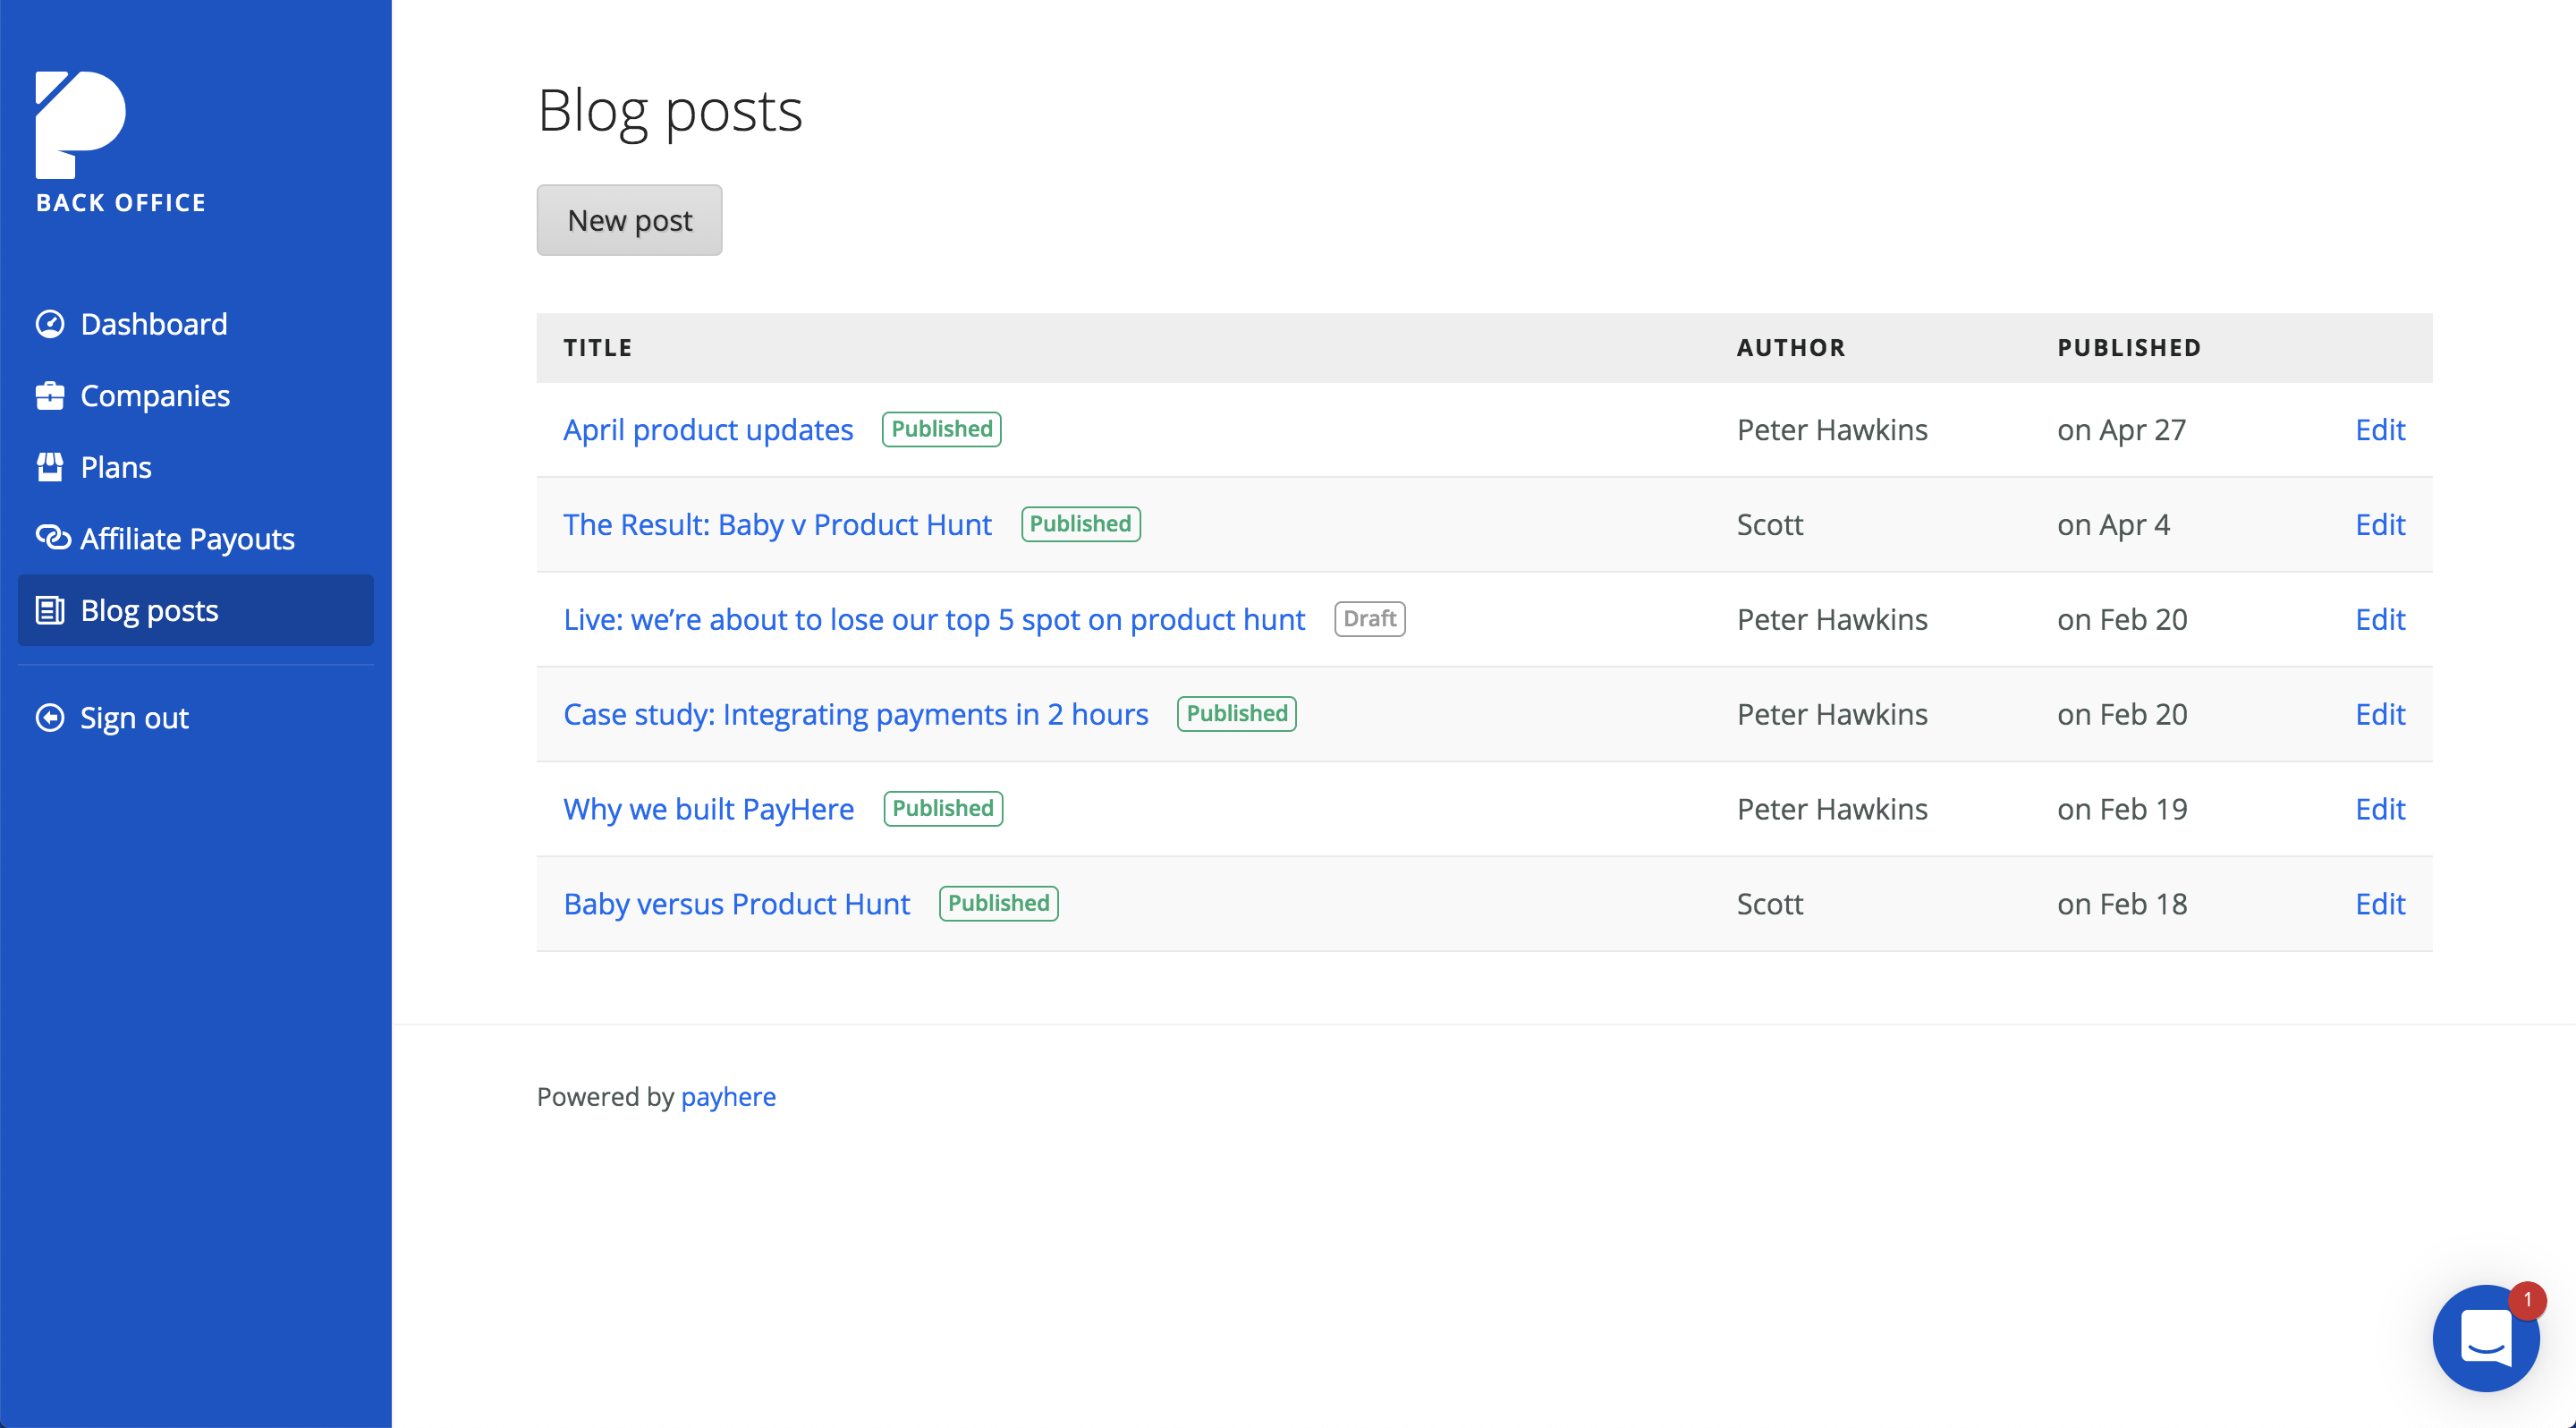 BACK OFFICE
Dashboard
Companies
Plans
Affiliate Payouts
Blog posts
Sign out
Blog posts
New post
TITLE AUTHOR PUBLISHED
April product updates Published Peter Hawkins on Apr 27 Edit
The Result: Baby v Product Hunt Published Scott on Apr 4 Edit
Live: we’re about to lose our top 5 spot on product hunt Draft Peter Hawkins on Feb 20 Edit
Case study: Integrating payments in 2 hours Published Peter Hawkins on Feb 20 Edit
Why we built PayHere Published Peter Hawkins on Feb 19 Edit
Baby versus Product Hunt Published Scott on Feb 18 Edit
Powered by payhere
1